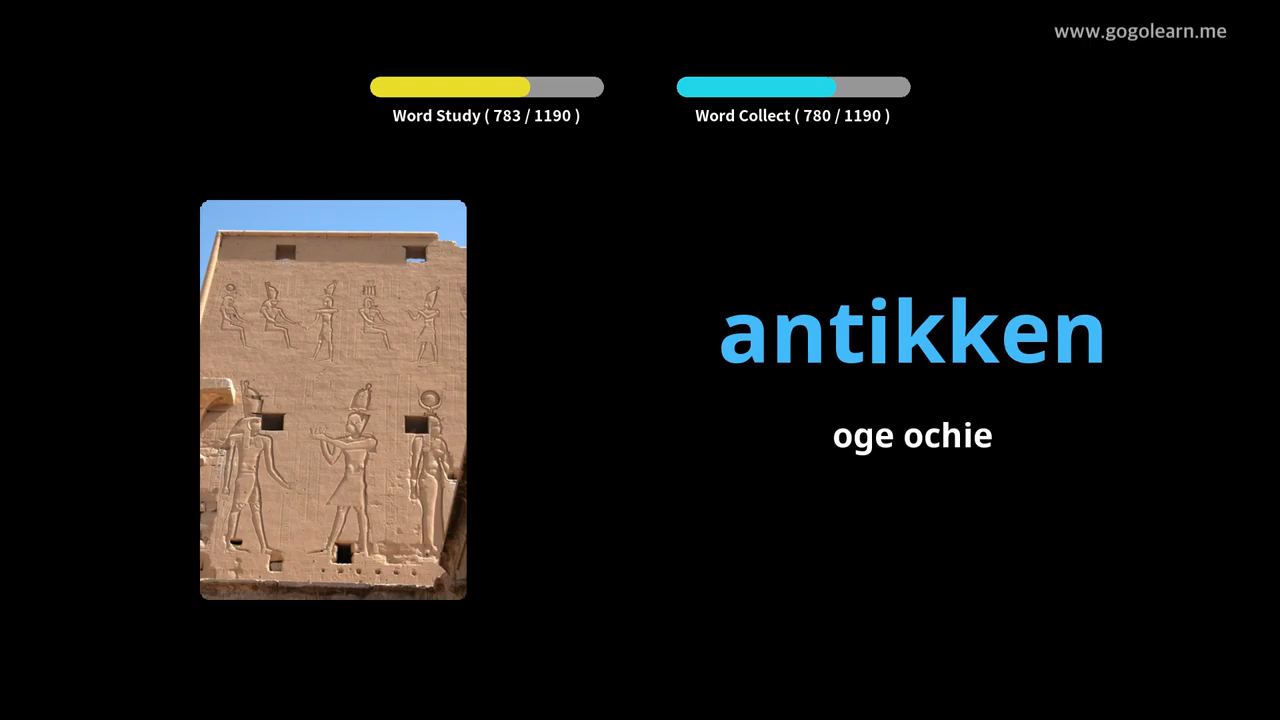 www.gogolearn.me
Word Study ( 783 / 1190 )
Word Collect ( 780 / 1190 )
antikken
oge ochie